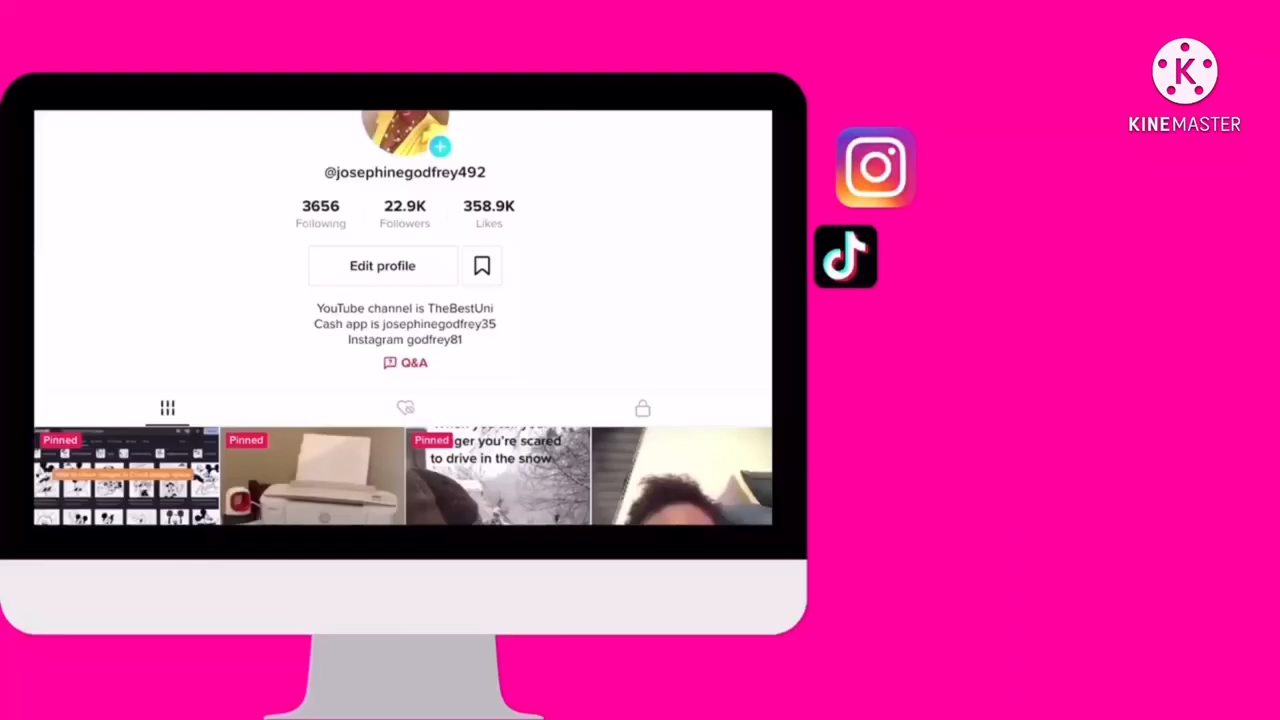 KINEMASTER
@josephinegodfrey492
3656 22.9K 358.9K
Following Followers Likes
Edit profile
YouTube channel is TheBestUni
Cash app is josephinegodfrey35
Instagram godfrey81
Q&A
Pinned
Pinned
Pinned
ger you're scared
to drive in the snow